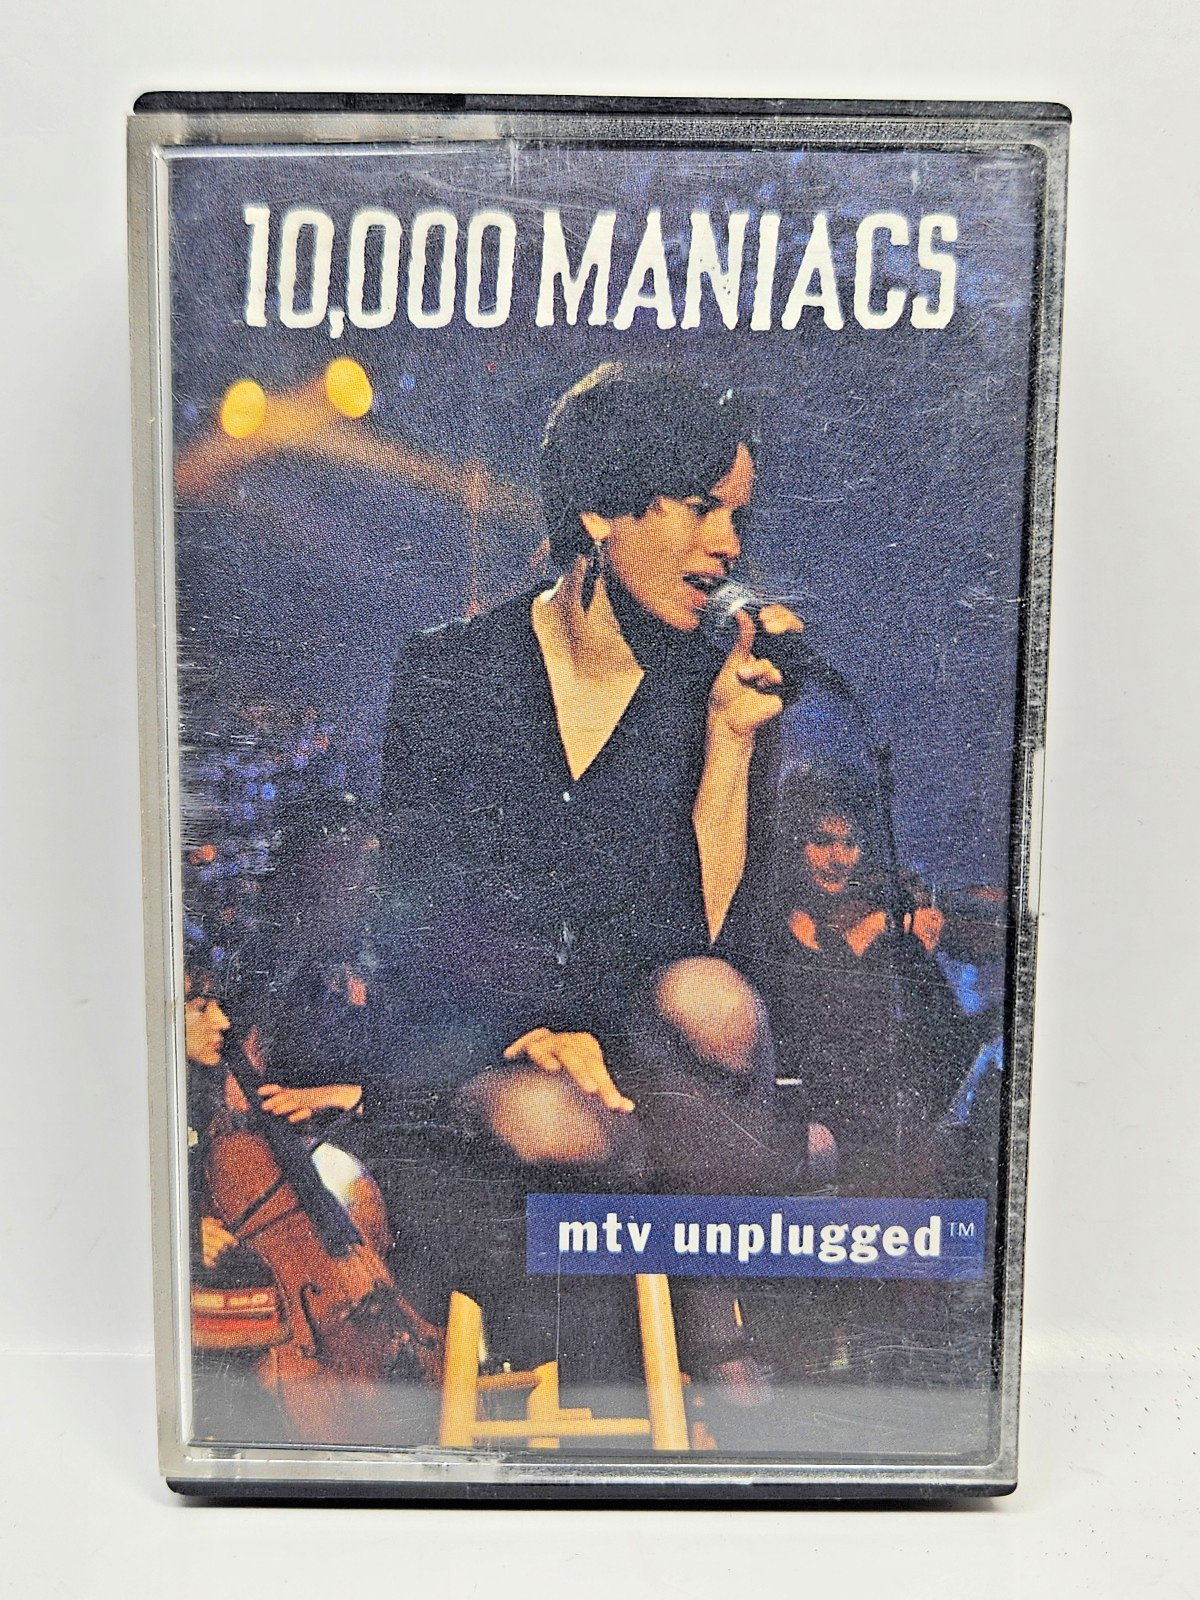 10,000 MANIACS
mtv unplugged™